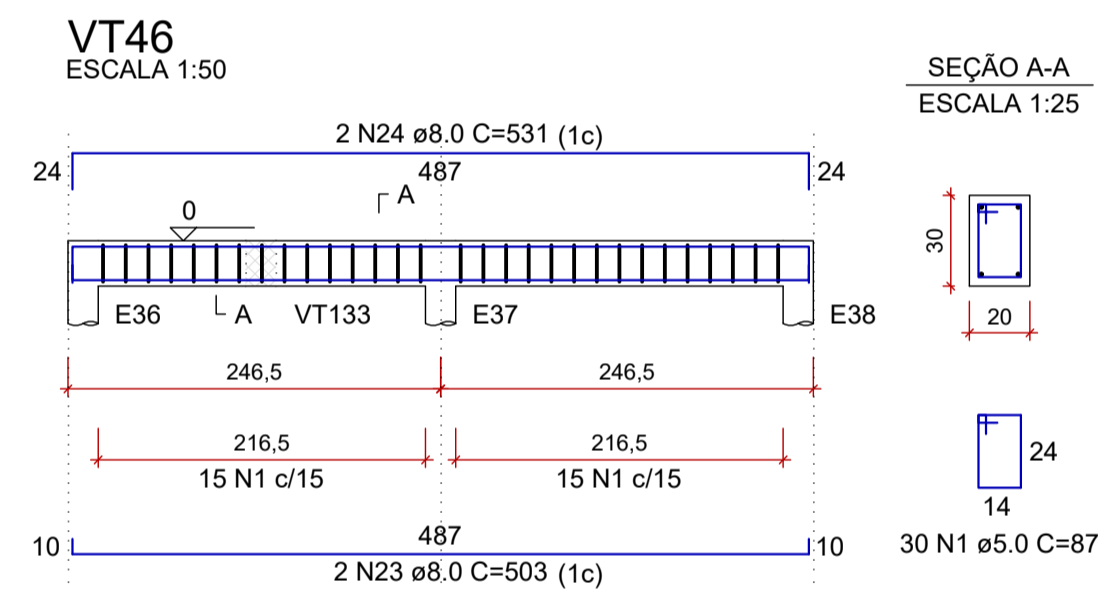 VT46
ESCALA 1:50
SEÇÃO A-A
ESCALA 1:25
2 N24 ø8.0 C=531 (1c)
24 487 24
A
0
30
E36 A VT133 E37 E38
20
246,5 246,5
216,5 216,5
15 N1 c/15 15 N1 c/15
24
14
10 487 10
30 N1 ø5.0 C=87
2 N23 ø8.0 C=503 (1c)